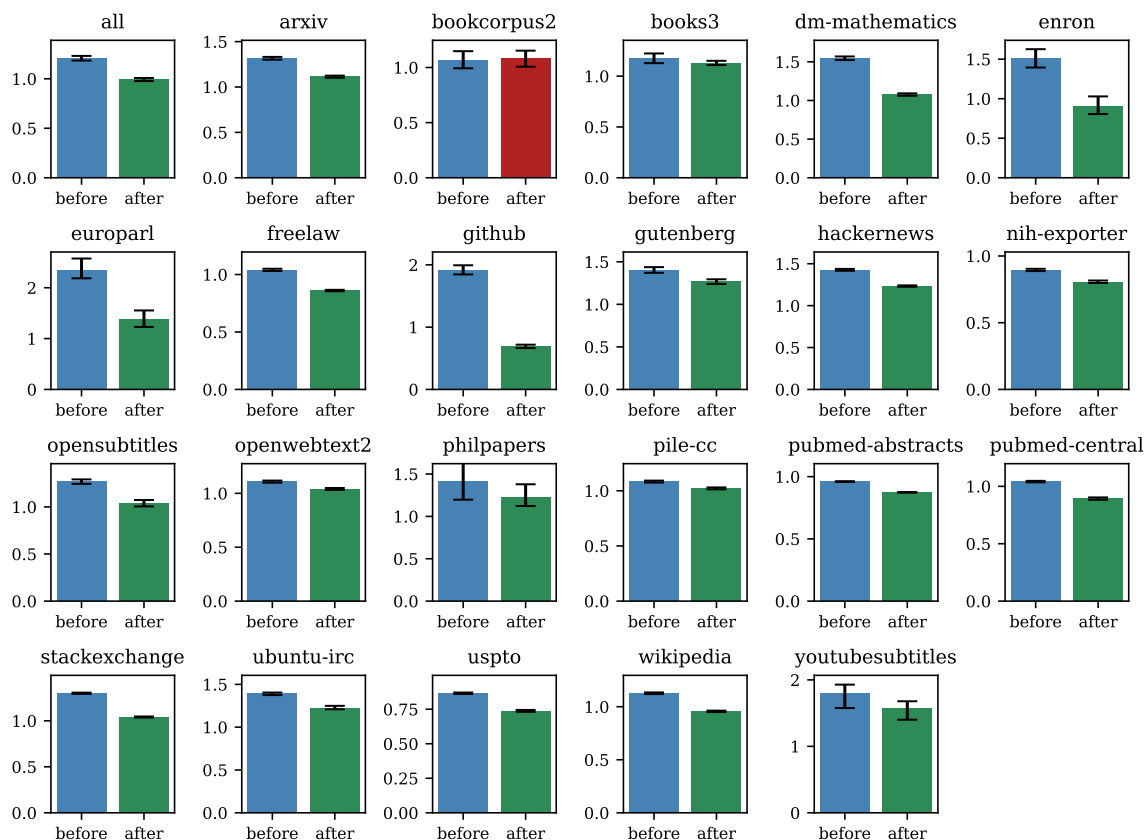 all arxiv bookcorpus2 books3 dm-mathematics enron
1.0 0.5 0.0 1.5 1.0 0.5 0.0 1.0 0.5 0.0 1.0 0.5 0.0 1.5 1.0 0.5 0.0 1.5 1.0 0.5 0.0
before after before after before after before after before after before after
europarl freelaw github gutenberg hackernews nih-exporter
2 1 0 1.0 0.5 0.0 2 1 0 1.5 1.0 0.5 0.0 1.5 1.0 0.5 0.0 1.0 0.5 0.0
before after before after before after before after before after before after
opensubtitles openwebtext2 philpapers pile-cc pubmed-abstracts pubmed-central
1.0 0.5 0.0 1.0 0.5 0.0 1.5 1.0 0.5 0.0 1.0 0.5 0.0 1.0 0.5 0.0 1.0 0.5 0.0
before after before after before after before after before after before after
stackexchange ubuntu-irc uspto wikipedia youtubesubtitles
1.0 0.5 0.0 1.5 1.0 0.5 0.0 0.75 0.50 0.25 0.00 1.0 0.5 0.0 2 1 0
before after before after before after before after before after